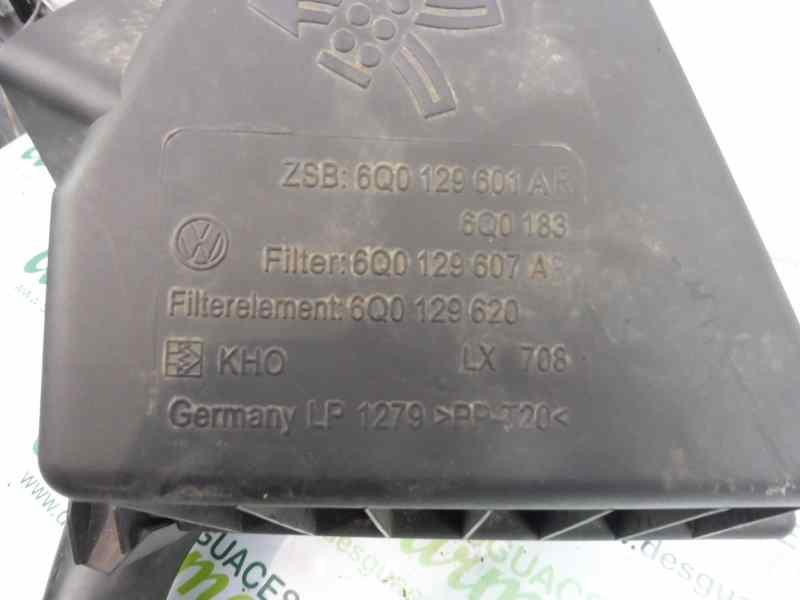 ZSB: 6Q0 129 601 AR
6Q0 183
Filter: 6Q0 129 607
Filterelement: 6Q0 129 620
KHO LX 708
Germany LP 1279 >PP-T20<